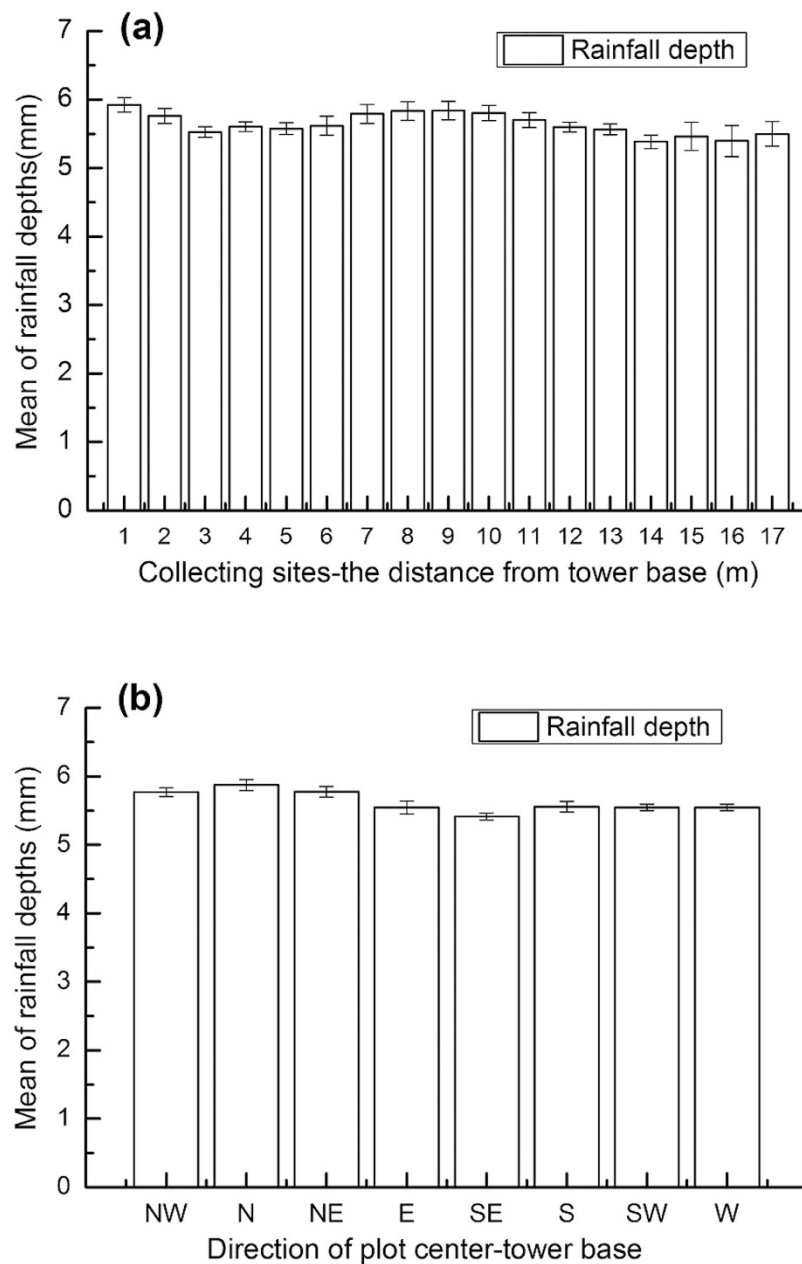 (a)
Rainfall depth
Mean of rainfall depths(mm)
7
6
5
4
3
2
1
0
1 2 3 4 5 6 7 8 9 10 11 12 13 14 15 16 17
Collecting sites-the distance from tower base (m)
(b)
Rainfall depth
Mean of rainfall depths (mm)
7
6
5
4
3
2
1
0
NW N NE E SE S SW W
Direction of plot center-tower base